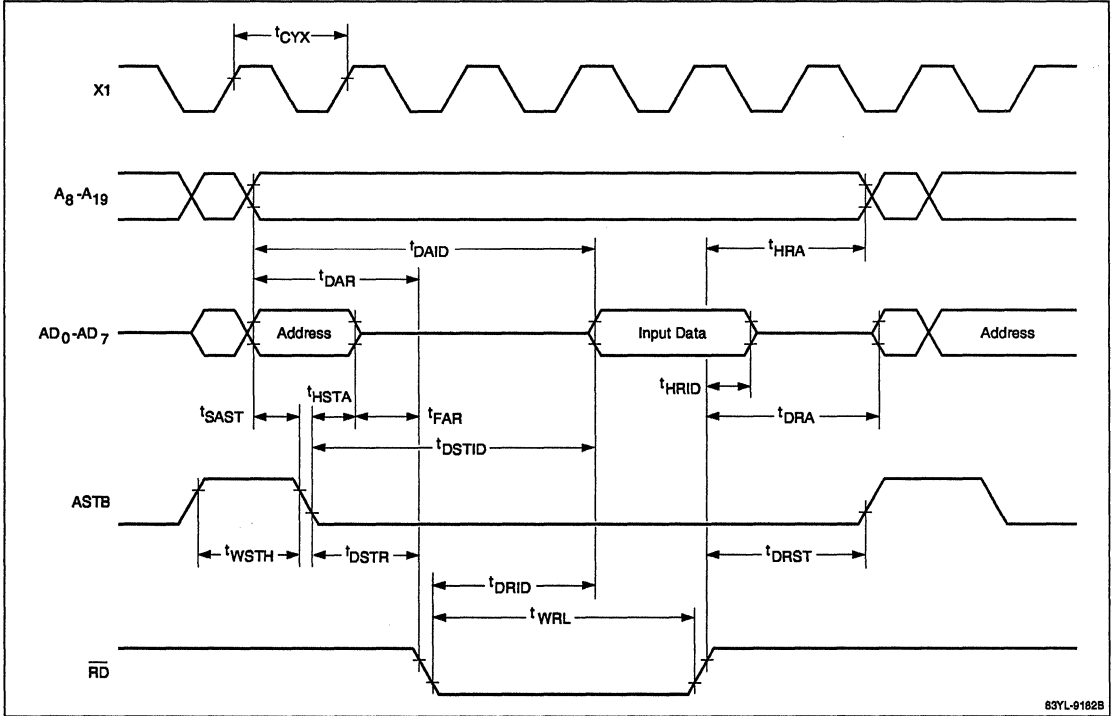 tCYX
X1
A8-A19
tDAID
tHRA
tDAR
AD0-AD7
Address
Input Data
Address
tHSTA
tHRID
tSAST
tFAR
tDRA
tDSTID
ASTB
tWSTH
tDSTR
tDRST
tDRID
tWRL
RD
83YL-9182B